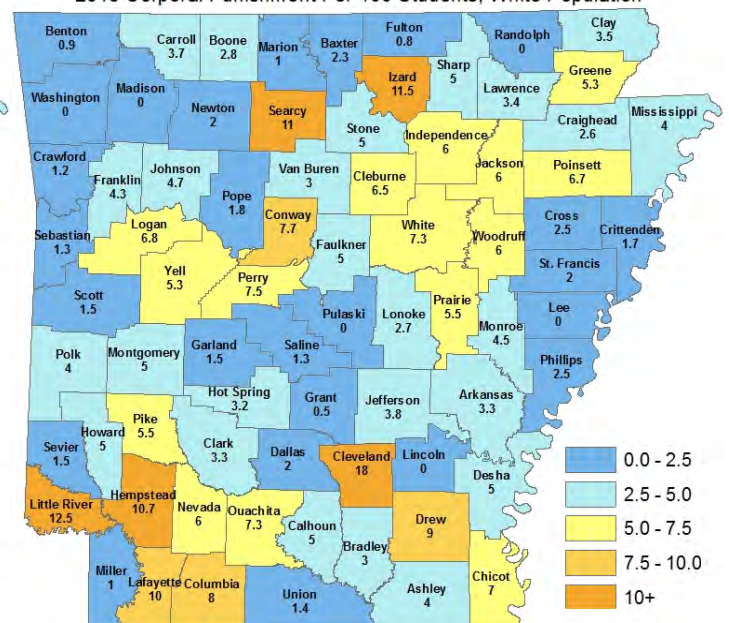 2013 Corporal Punishment Per 100 Students, White Population
Benton
0.9
Carroll
3.7
Boone
2.8
Marion
1
Baxter
2.3
Fulton
0.8
Randolph
0
Clay
3.5
Washington
0
Madison
0
Newton
2
Searcy
11
Izard
11.5
Sharp
5
Lawrence
3.4
Greene
5.3
Stone
5
Independence
6
Craighead
2.6
Mississippi
4
Crawford
1.2
Franklin
4.3
Johnson
4.7
Pope
1.8
Van Buren
3
Cleburne
6.5
Jackson
6
Poinsett
6.7
Sebastian
1.3
Logan
6.8
Conway
7.7
Faulkner
5
White
7.3
Woodruff
6
Cross
2.5
Crittenden
1.7
Yell
5.3
Perry
7.5
St. Francis
2
Scott
1.5
Pulaski
0
Lonoke
2.7
Prairie
5.5
Monroe
4.5
Lee
0
Polk
4
Montgomery
5
Garland
1.5
Saline
1.3
Phillips
2.5
Hot Spring
3.2
Grant
0.5
Jefferson
3.8
Arkansas
3.3
Sevier
1.5
Howard
5
Pike
5.5
Clark
3.3
Dallas
2
Cleveland
18
Lincoln
0
Desha
5
Little River
12.5
Hempstead
10.7
Nevada
6
Ouachita
7.3
Calhoun
5
Bradley
3
Drew
9
Miller
1
Lafayette
10
Columbia
8
Union
1.4
Ashley
4
Chicot
7
0.0 - 2.5
2.5 - 5.0
5.0 - 7.5
7.5 - 10.0
10+